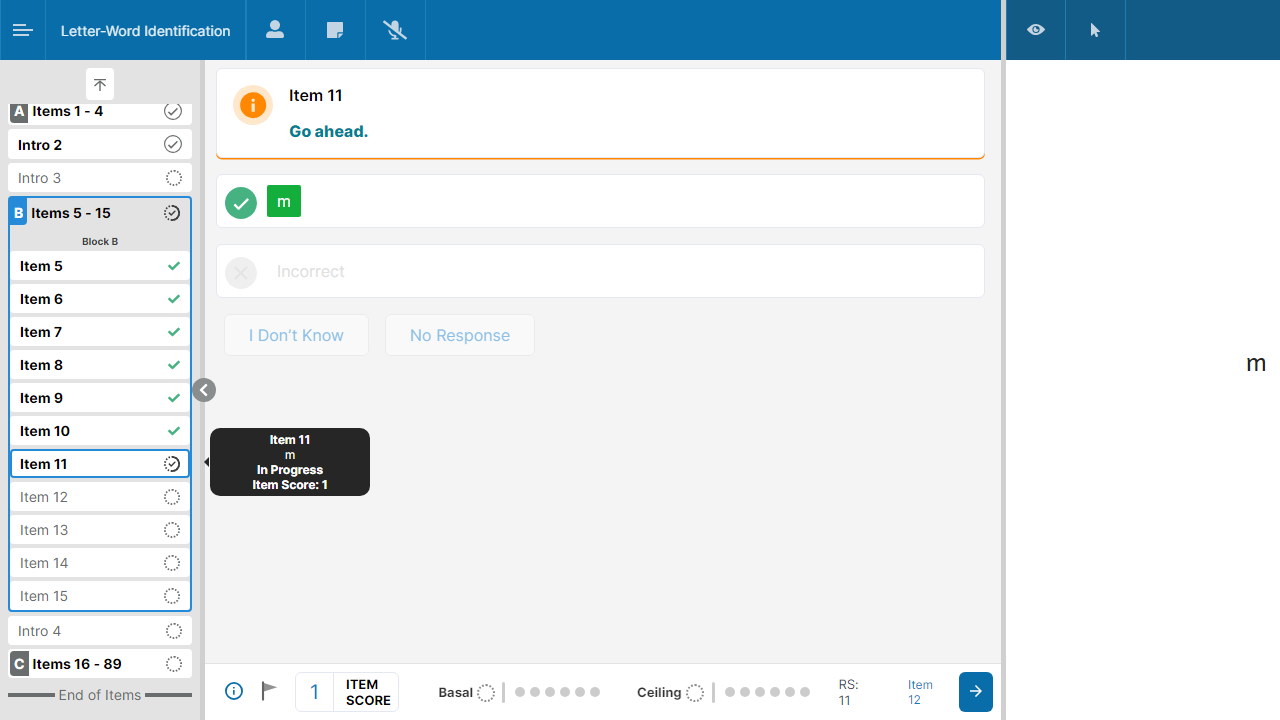 Letter-Word Identification
A Items 1 - 4
Intro 2
Intro 3
B Items 5 - 15
Block B
Item 5
Item 6
Item 7
Item 8
Item 9
Item 10
Item 11
Item 12
Item 13
Item 14
Item 15
Intro 4
C Items 16 - 89
End of Items
Item 11
Go ahead.
m
Incorrect
I Don't Know
No Response
Item 11
m
In Progress
Item Score: 1
1 ITEM
SCORE
Basal
Ceiling
RS:
11
Item
12
m